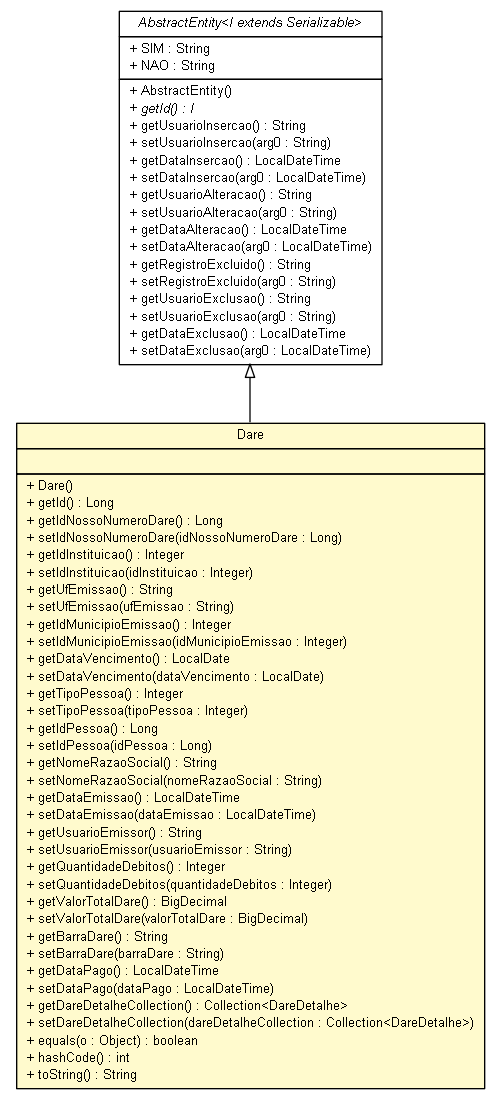 AbstractEntity<I extends Serializable>
+ SIM : String
+ NAO : String
+ AbstractEntity()
+ getId() : I
+ getUsuarioInsercao() : String
+ setUsuarioInsercao(arg0 : String)
+ getDataInsercao() : LocalDateTime
+ setDataInsercao(arg0 : LocalDateTime)
+ getUsuarioAlteracao() : String
+ setUsuarioAlteracao(arg0 : String)
+ getDataAlteracao() : LocalDateTime
+ setDataAlteracao(arg0 : LocalDateTime)
+ getRegistroExcluido() : String
+ setRegistroExcluido(arg0 : String)
+ getUsuarioExclusao() : String
+ setUsuarioExclusao(arg0 : String)
+ getDataExclusao() : LocalDateTime
+ setDataExclusao(arg0 : LocalDateTime)
Dare
+ Dare()
+ getId() : Long
+ getIdNossoNumeroDare() : Long
+ setIdNossoNumeroDare(idNossoNumeroDare : Long)
+ getIdInstituicao() : Integer
+ setIdInstituicao(idInstituicao : Integer)
+ getUfEmissao() : String
+ setUfEmissao(ufEmissao : String)
+ getIdMunicipioEmissao() : Integer
+ setIdMunicipioEmissao(idMunicipioEmissao : Integer)
+ getDataVencimento() : LocalDate
+ setDataVencimento(dataVencimento : LocalDate)
+ getTipoPessoa() : Integer
+ setTipoPessoa(tipoPessoa : Integer)
+ getIdPessoa() : Long
+ setIdPessoa(idPessoa : Long)
+ getNomeRazaoSocial() : String
+ setNomeRazaoSocial(nomeRazaoSocial : String)
+ getDataEmissao() : LocalDateTime
+ setDataEmissao(dataEmissao : LocalDateTime)
+ getUsuarioEmissor() : String
+ setUsuarioEmissor(usuarioEmissor : String)
+ getQuantidadeDebitos() : Integer
+ setQuantidadeDebitos(quantidadeDebitos : Integer)
+ getValorTotalDare() : BigDecimal
+ setValorTotalDare(valorTotalDare : BigDecimal)
+ getBarraDare() : String
+ setBarraDare(barraDare : String)
+ getDataPago() : LocalDateTime
+ setDataPago(dataPago : LocalDateTime)
+ getDareDetalheCollection() : Collection<DareDetalhe>
+ setDareDetalheCollection(dareDetalheCollection : Collection<DareDetalhe>)
+ equals(o : Object) : boolean
+ hashCode() : int
+ toString() : String